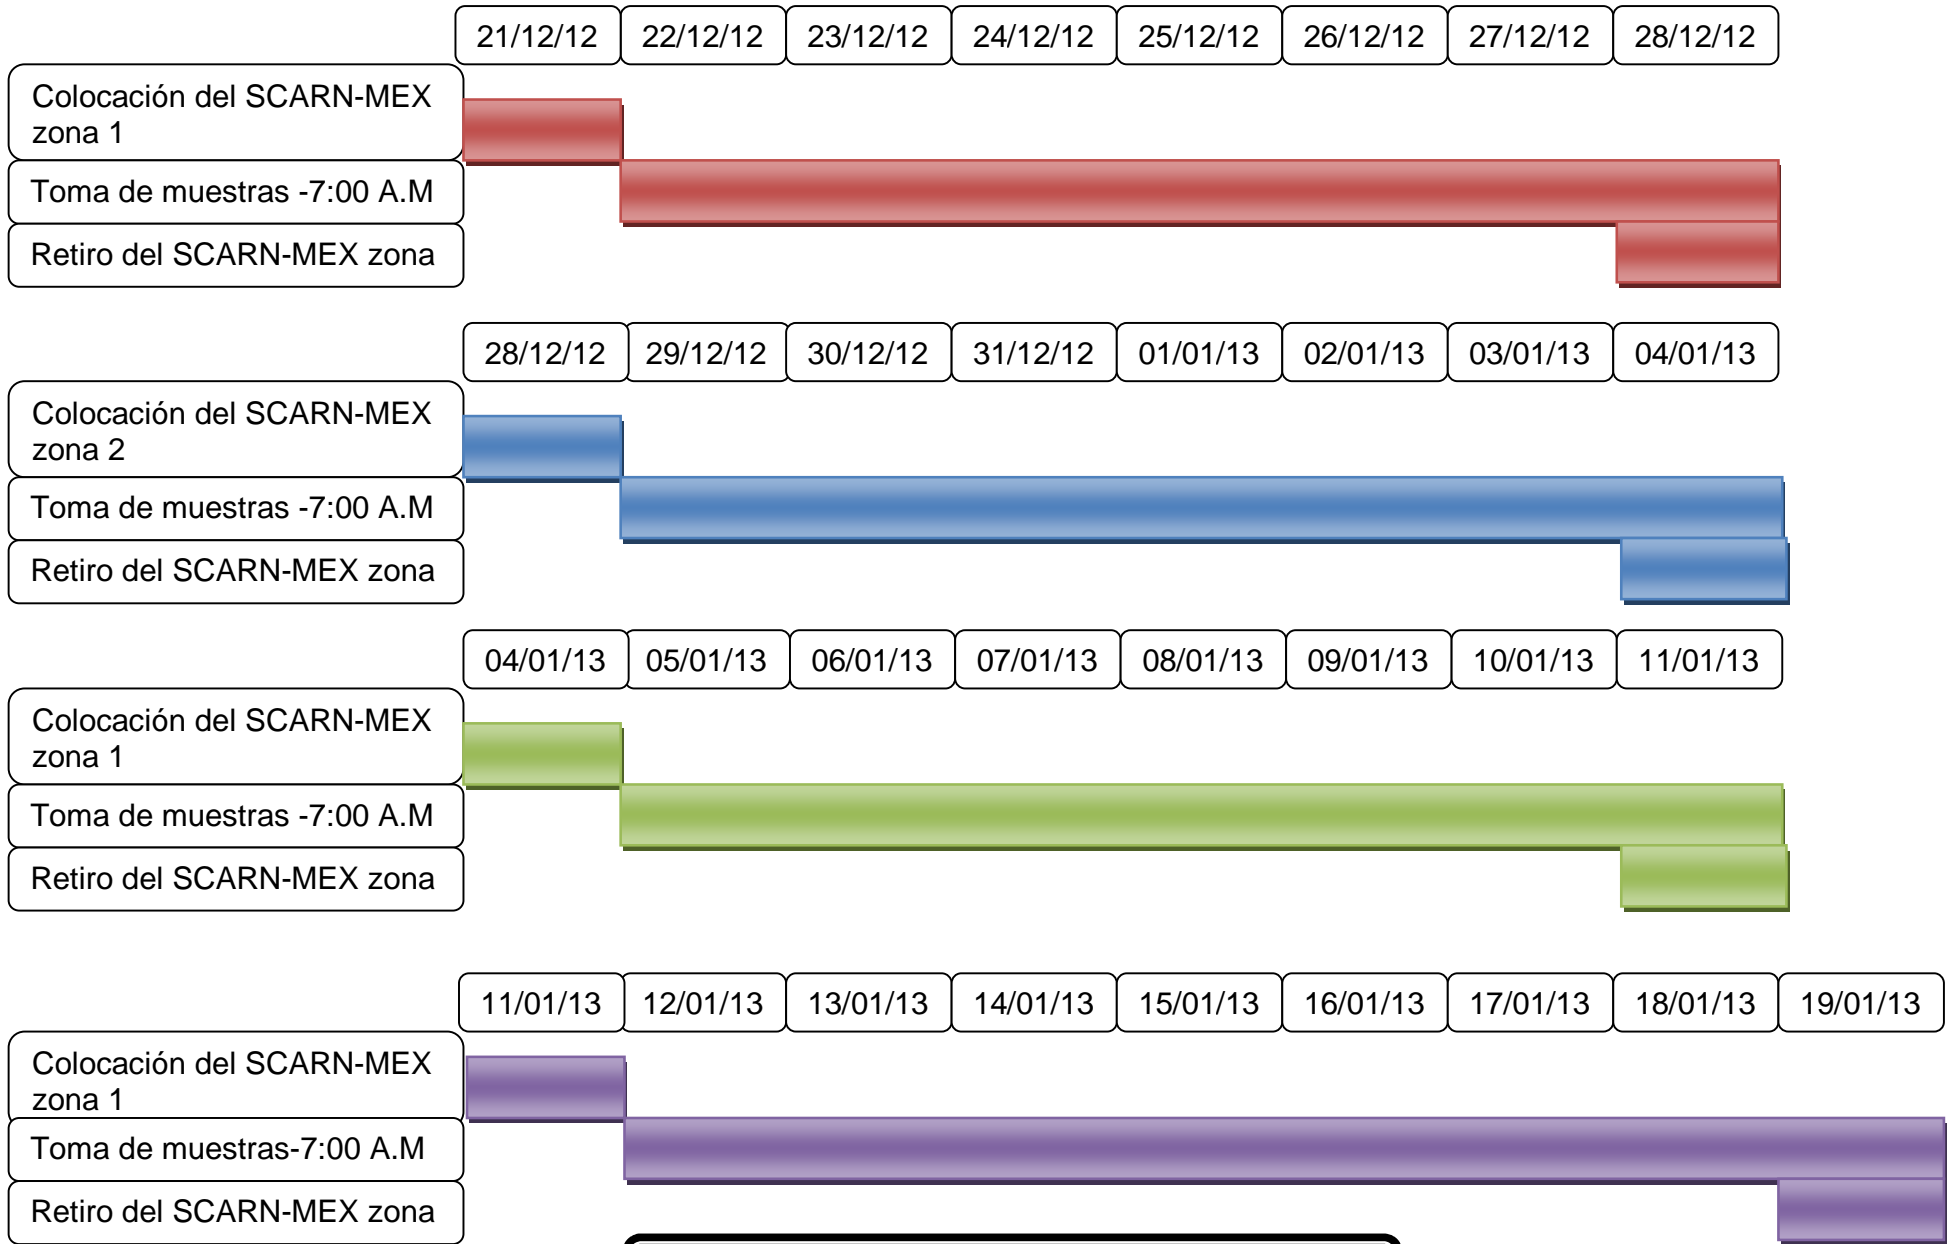 21/12/12 22/12/12 23/12/12 24/12/12 25/12/12 26/12/12 27/12/12 28/12/12
Colocación del SCARN-MEX
zona 1
Toma de muestras -7:00 A.M
Retiro del SCARN-MEX zona
28/12/12 29/12/12 30/12/12 31/12/12 01/01/13 02/01/13 03/01/13 04/01/13
Colocación del SCARN-MEX
zona 2
Toma de muestras -7:00 A.M
Retiro del SCARN-MEX zona
04/01/13 05/01/13 06/01/13 07/01/13 08/01/13 09/01/13 10/01/13 11/01/13
Colocación del SCARN-MEX
zona 1
Toma de muestras -7:00 A.M
Retiro del SCARN-MEX zona
11/01/13 12/01/13 13/01/13 14/01/13 15/01/13 16/01/13 17/01/13 18/01/13 19/01/13
Colocación del SCARN-MEX
zona 1
Toma de muestras-7:00 A.M
Retiro del SCARN-MEX zona